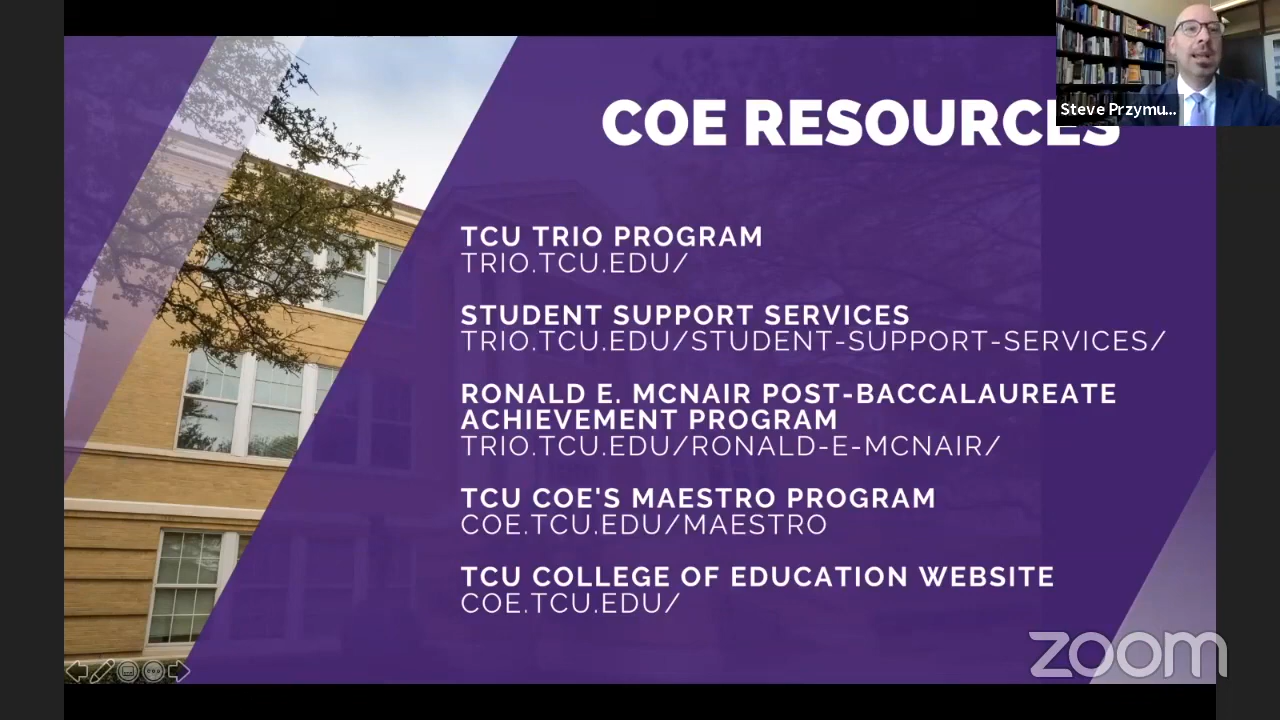 COE RESOURCES
Steve Przymu...
TCU TRIO PROGRAM
TRIO.TCU.EDU/
STUDENT SUPPORT SERVICES
TRIO.TCU.EDU/STUDENT-SUPPORT-SERVICES/
RONALD E. MCNAIR POST-BACCALAUREATE
ACHIEVEMENT PROGRAM
TRIO.TCU.EDU/RONALD-E-MCNAIR/
TCU COE'S MAESTRO PROGRAM
COE.TCU.EDU/MAESTRO
TCU COLLEGE OF EDUCATION WEBSITE
COE.TCU.EDU/
zoom